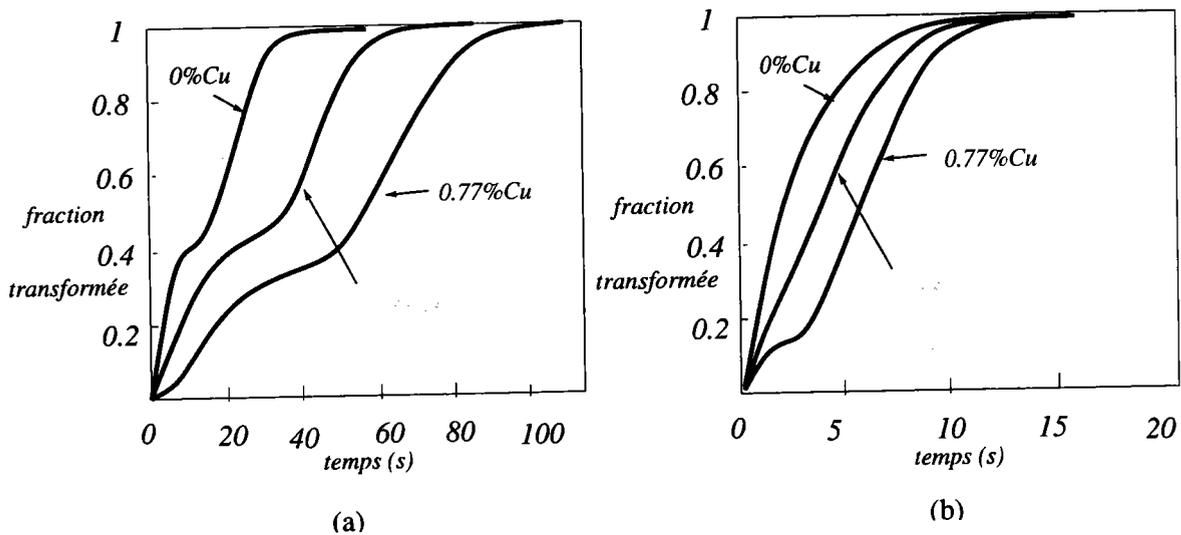 1
0.8
0.6
0.4
0.2
fraction
transformée
0%Cu
0.77%Cu
0 20 40 60 80 100
temps (s)
(a)
1
0.8
0.6
0.4
0.2
fraction
transformée
0%Cu
0.77%Cu
0 5 10 15 20
temps (s)
(b)